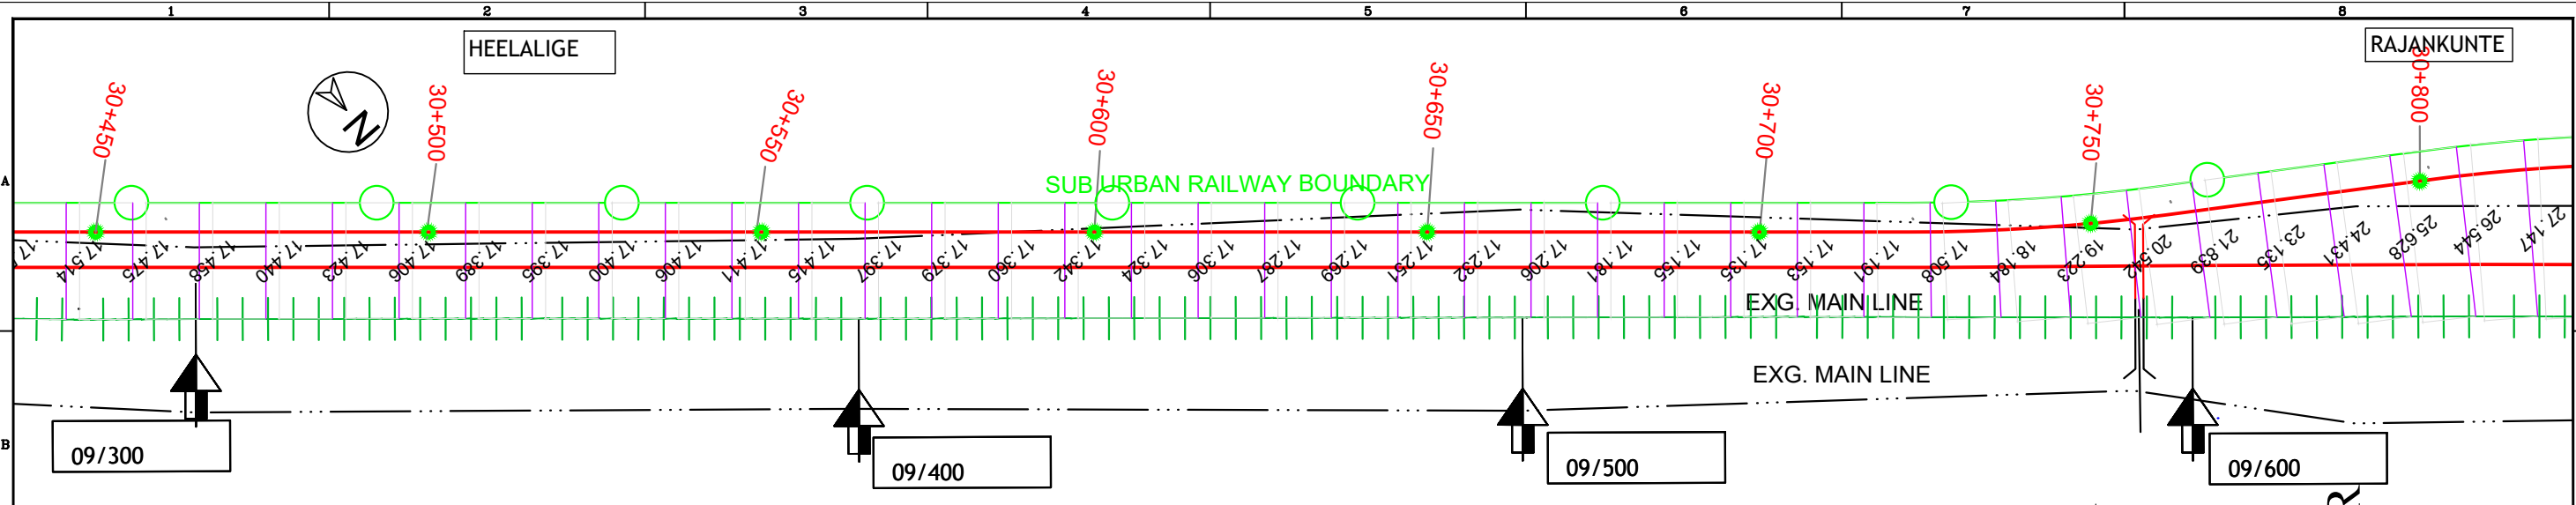 1 2 3 4 5 6 7 8
HEELALIGE
RAJANKUNTE
N
30+450 30+500 30+550 30+600 30+650 30+700 30+750 30+800
A
SUB URBAN RAILWAY BOUNDARY
17.514 17.475 17.458 17.440 17.423 17.406 17.389 17.395 17.400 17.406 17.411 17.415 17.397 17.379 17.360 17.342 17.324 17.306 17.287 17.269 17.251 17.232 17.206 17.181 17.155 17.135 17.153 17.191 17.508 18.184 19.223 20.542 21.839 23.135 24.431 25.628 26.544 27.147
EXG. MAIN LINE
EXG. MAIN LINE
B
09/300
09/400
09/500
09/600
R